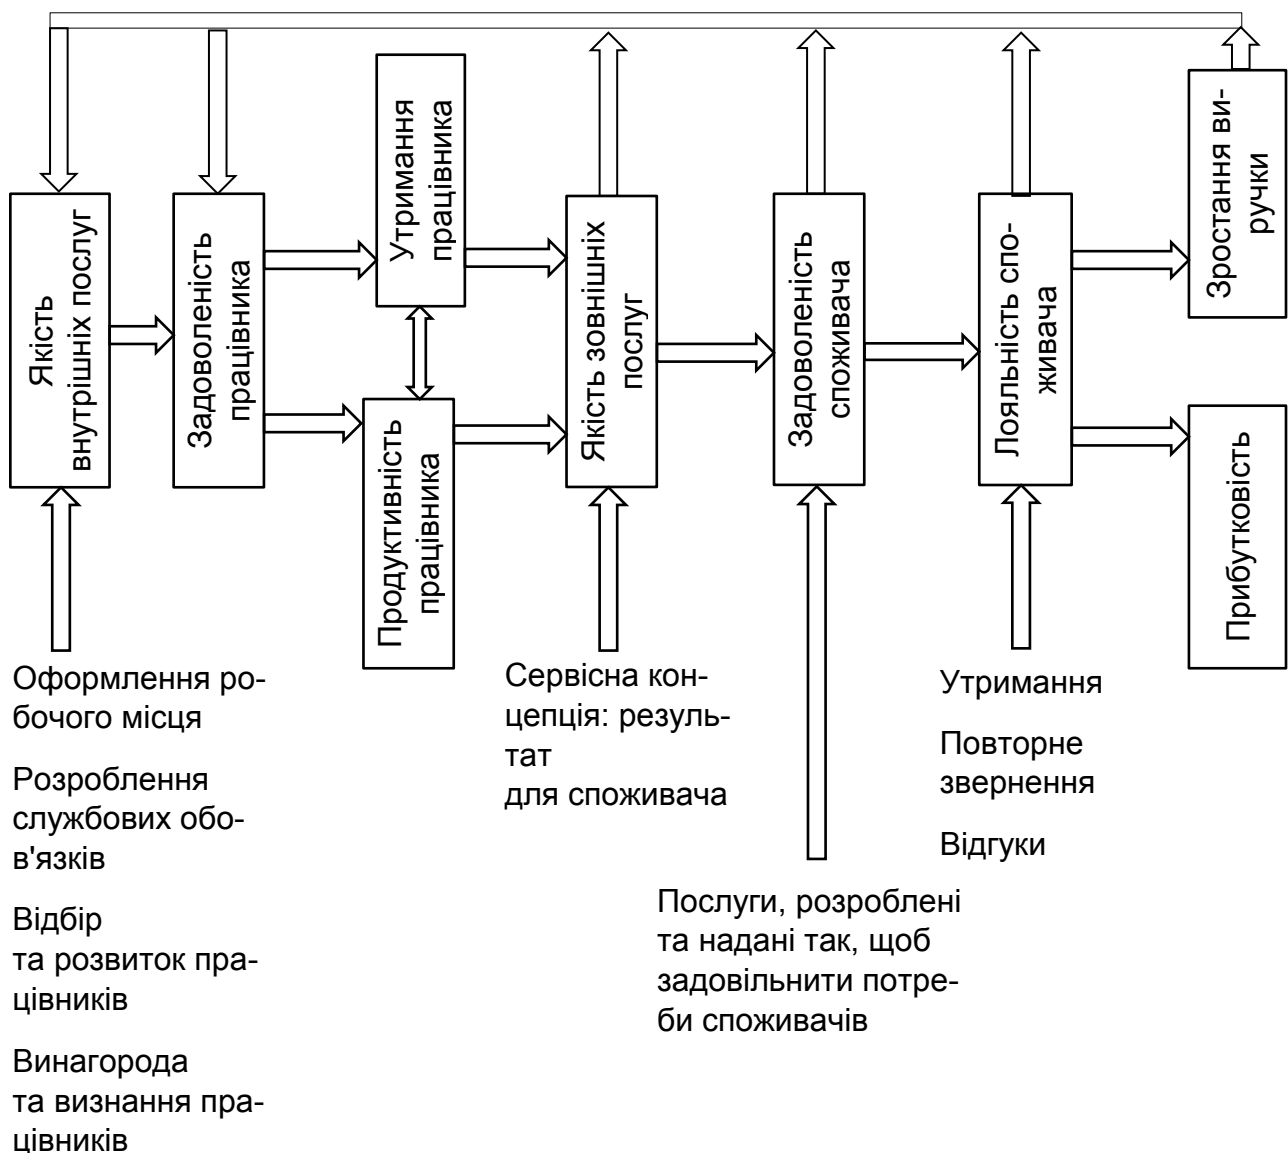 Якість
внутрішніх послуг
Задоволеність
працівника
Утримання
працівника
Продуктивність
працівника
Якість зовнішніх
послуг
Задоволеність
споживача
Лояльність спо-
живача
Зростання ви-
ручки
Прибутковість
Оформлення ро-
бочого місця
Розроблення
службових обо-
в'язків
Відбір
та розвиток пра-
цівників
Винагорода
та визнання пра-
цівників
Сервісна кон-
цепція: резуль-
тат
для споживача
Послуги, розроблені
та надані так, щоб
задовільнити потре-
би споживачів
Утримання
Повторне
звернення
Відгуки